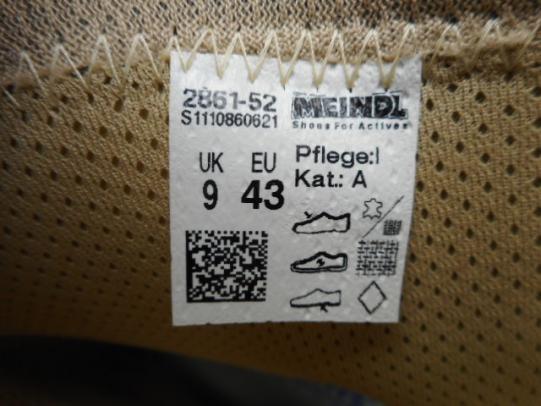 2861-52
S1110860621
MEINDL
Shoes For Actives
UK EU
9 43
Pflege:I
Kat.: A